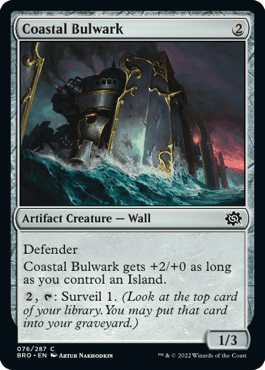 Coastal Bulwark 2
Artifact Creature — Wall
Defender
Coastal Bulwark gets +2/+0 as long
as you control an Island.
2, : Surveil 1. (Look at the top card
of your library. You may put that card
into your graveyard.)
1/3
076/287 C
BRO • EN Artur Nakhodkin
™ & © 2022 Wizards of the Coast